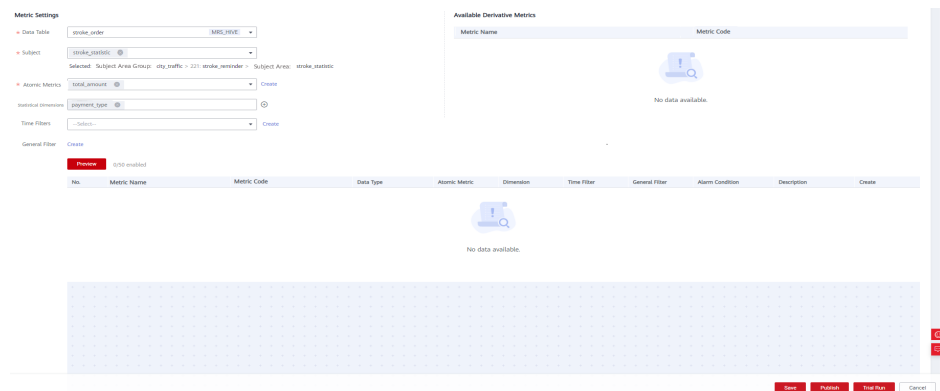 Metric Settings
Available Derivative Metrics
* Data Table stroke_order MRS_HIVE
Metric Name Metric Code
* Subject stroke_statistic
Selected: Subject Area Group: city_traffic > 221: stroke_reminder > Subject Area: stroke_statistic
* Atomic Metrics total_amount Create
No data available.
Statistical Dimension payment_type
Time Filters --Select-- Create
General Filter Create
Preview 0/50 enabled
No. Metric Name Metric Code Data Type Atomic Metric Dimension Time Filter General Filter Alarm Condition Description Create
No data available.
Save Publish Trial Run Cancel